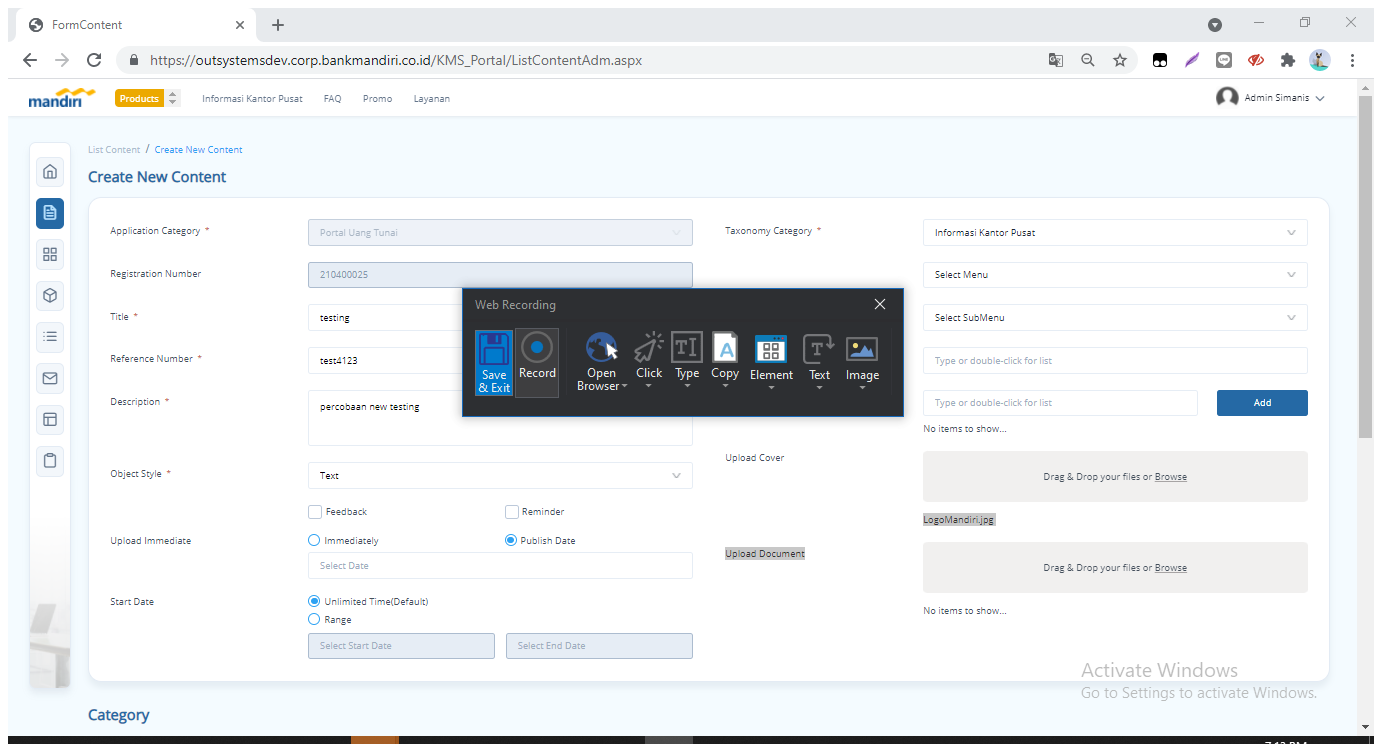 FormContent
https://outsystemsdev.corp.bankmandiri.co.id/KMS_Portal/ListContentAdm.aspx
mandiri
Products
Informasi Kantor Pusat
FAQ
Promo
Layanan
Admin Simanis
List Content / Create New Content
Create New Content
Application Category *
Portal Uang Tunai
Taxonomy Category *
Informasi Kantor Pusat
Registration Number
210400025
Select Menu
Title *
testing
Select SubMenu
Reference Number *
test4123
Type or double-click for list
Description *
percobaan new testing
Type or double-click for list
Add
No items to show...
Web Recording
Save & Exit
Record
Open Browser
Click
Type
Copy
Element
Text
Image
Upload Cover
Drag & Drop your files or Browse
LogoMandiri.jpg
Object Style *
Text
Feedback
Reminder
Upload Immediate
Immediately
Publish Date
Select Date
Upload Document
Drag & Drop your files or Browse
No items to show...
Start Date
Unlimited Time(Default)
Range
Select Start Date
Select End Date
Activate Windows
Go to Settings to activate Windows.
Category